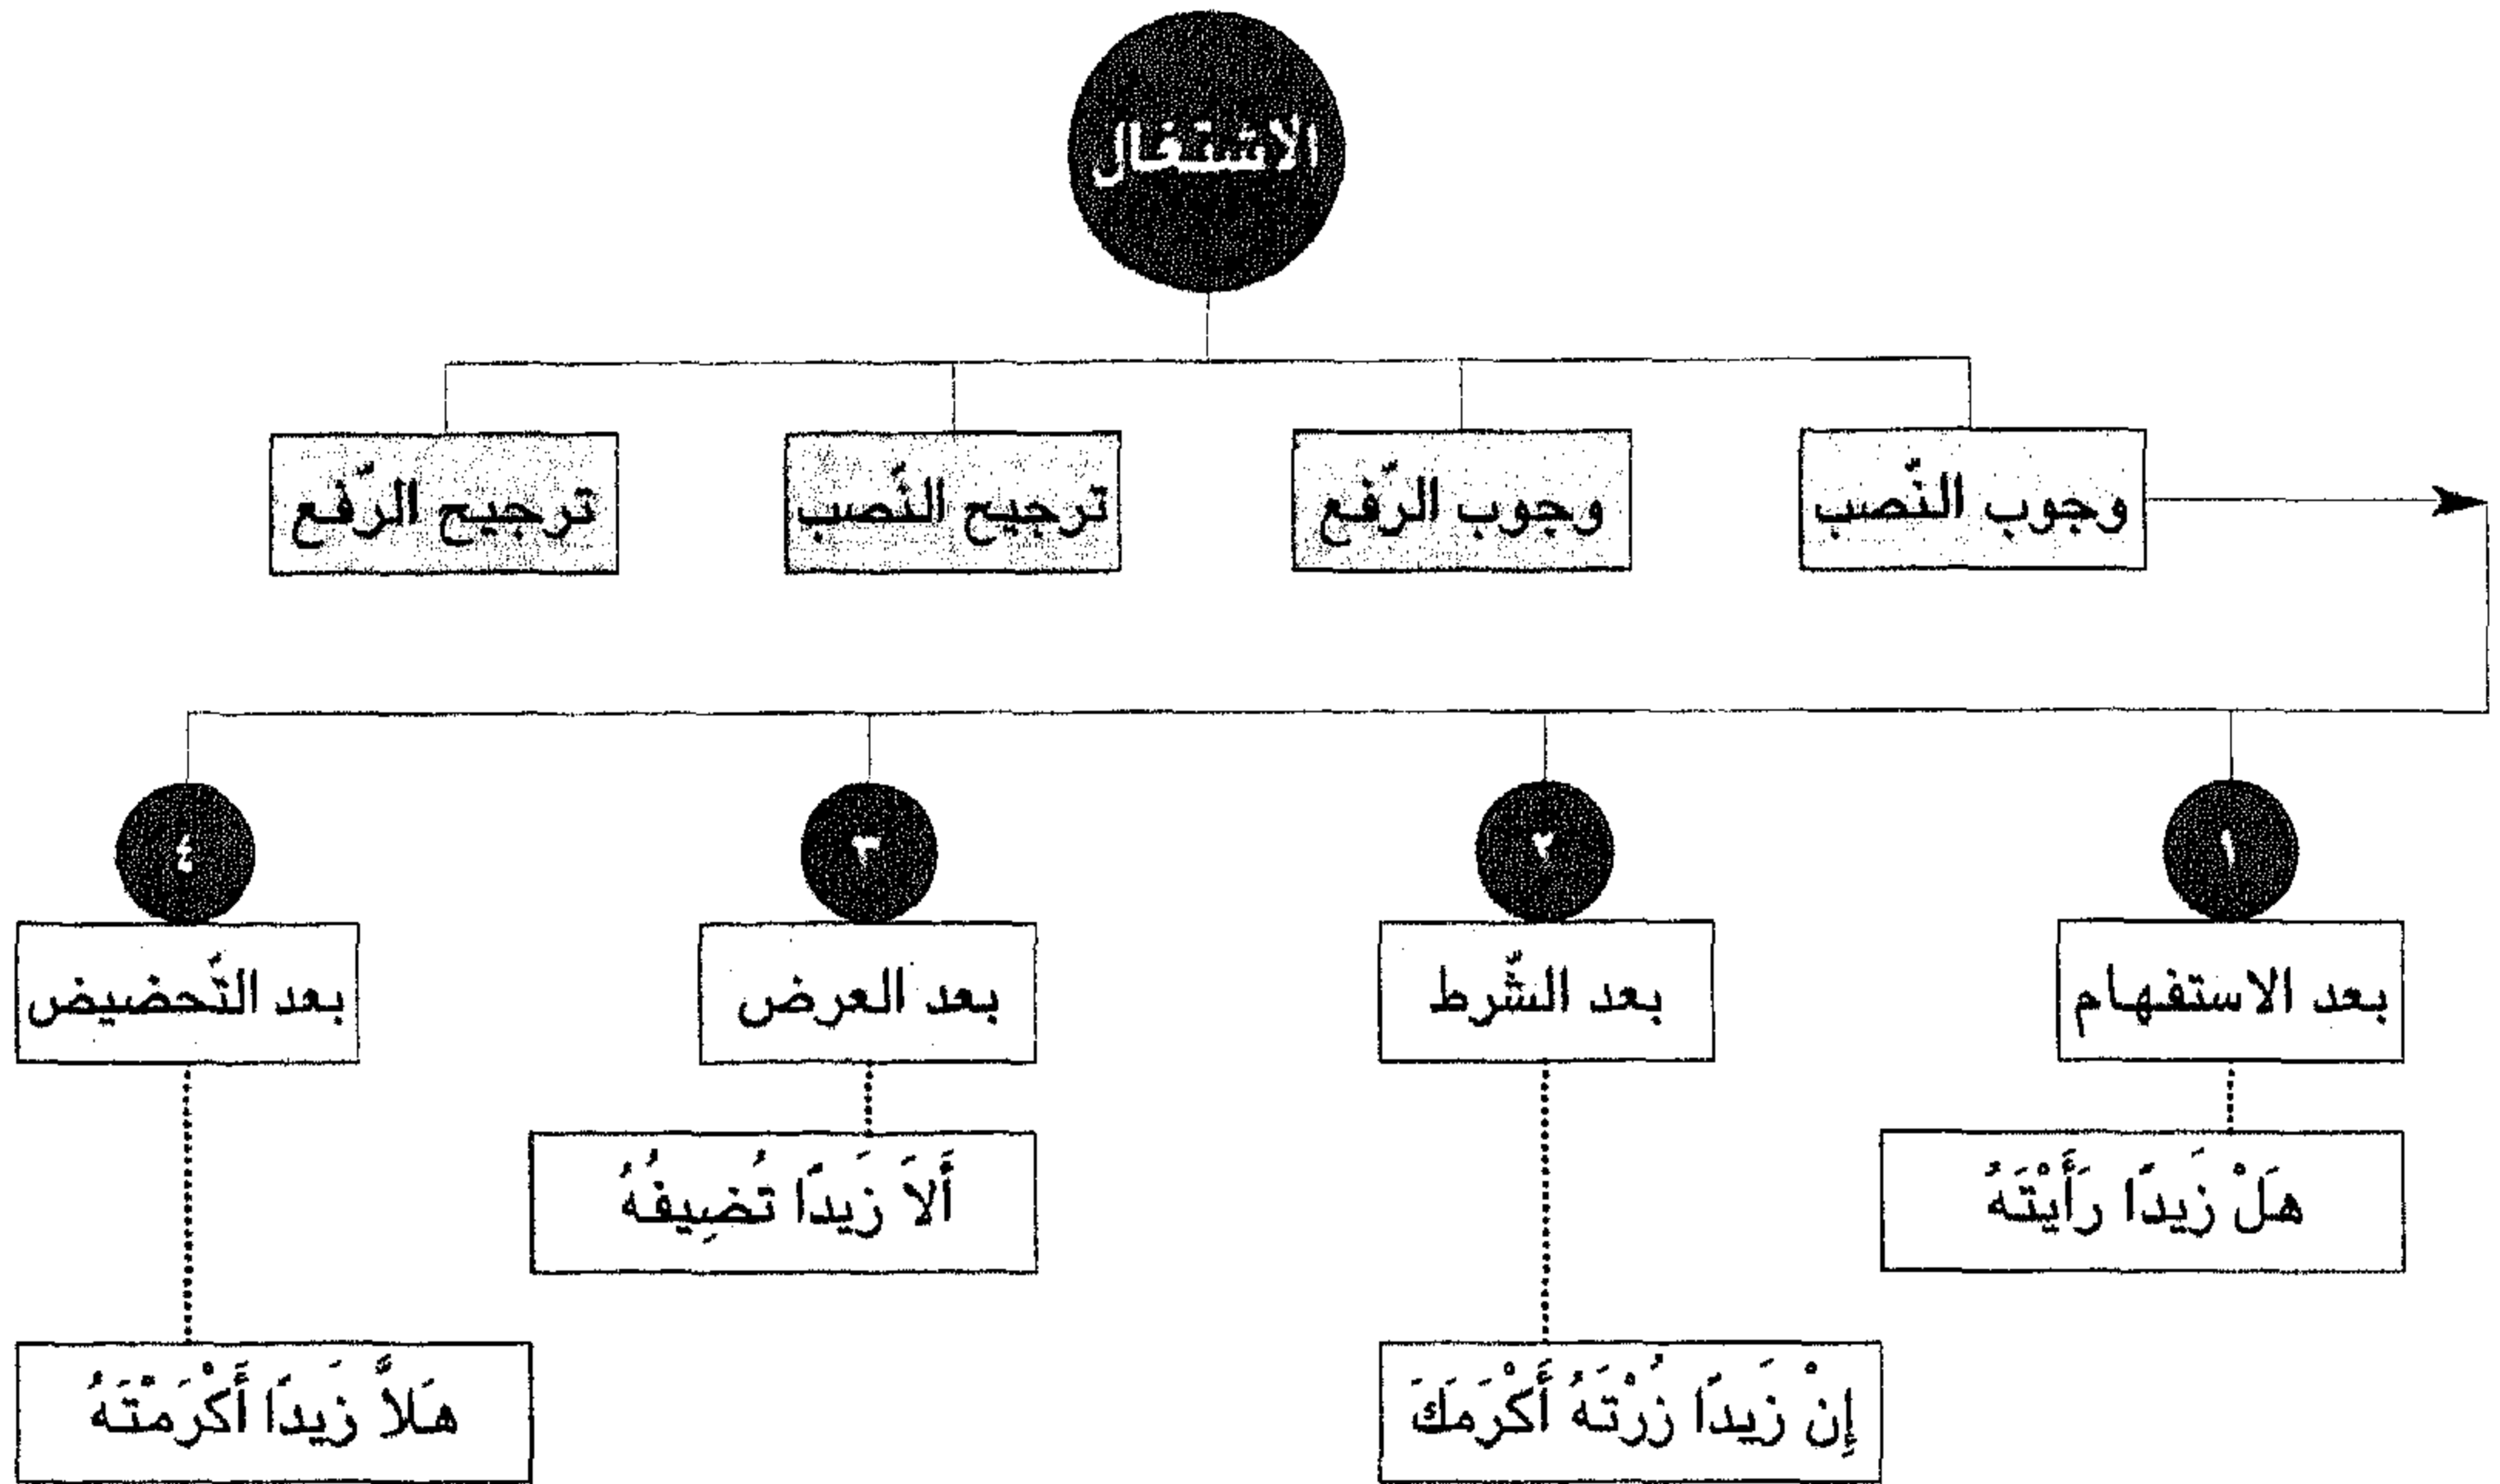 الاشتغال
وجوب النّصب
وجوب الرّفع
ترجيح النّصب
ترجيح الرّفع
١
٢
٣
٤
بعد الاستفهام
بعد الشّرط
بعد العرض
بعد التّحضيض
هَلْ زَيدًا رَأَيْتَهُ
أَلاَ زَيدًا تُضِيفُهُ
إِنْ زَيدًا زُرْتَهُ أَكْرَمَكَ
هَلاَّ زَيدًا أَكْرَمْتَهُ